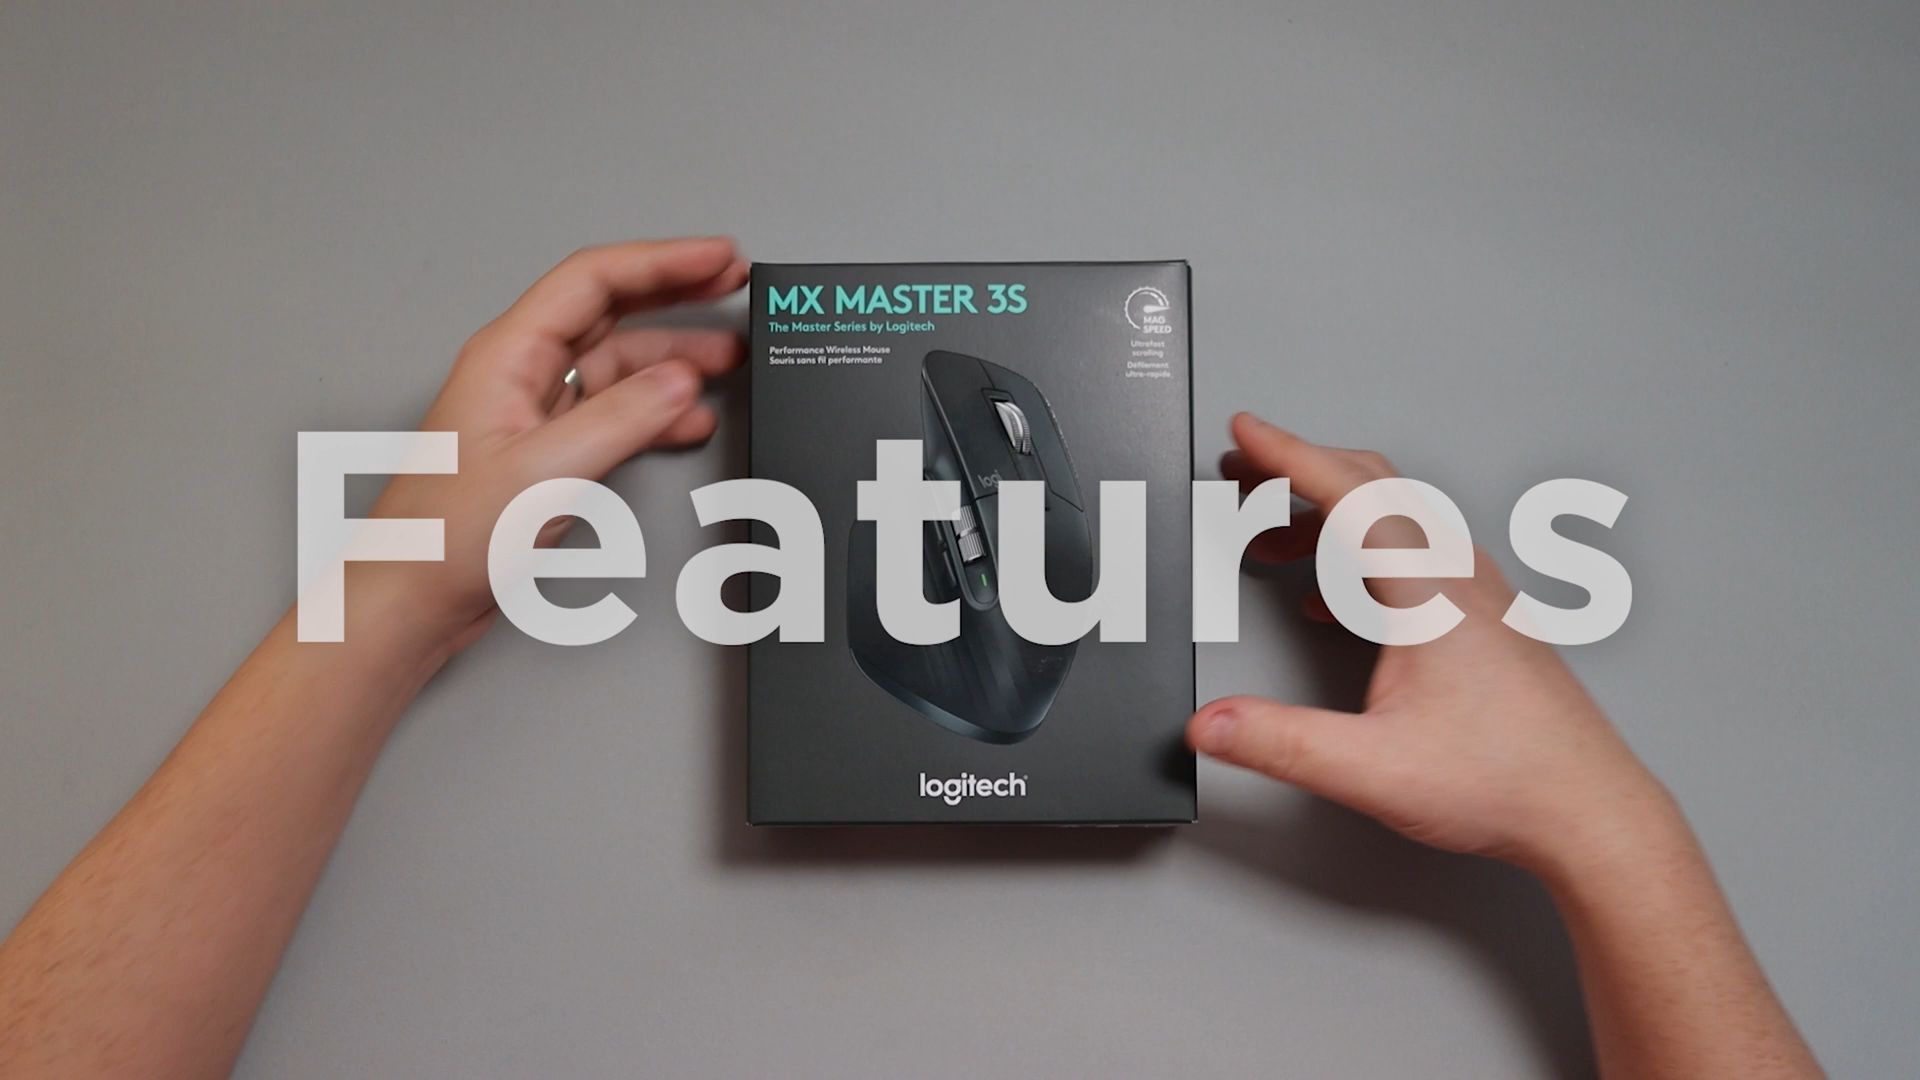 MX MASTER 3S
The Master Series by Logitech
Performance Wireless Mouse
Souris sans fil performante
MAG
SPEED
Ultrafast
scrolling
Défilement
ultra-rapide
logi
Features
logitech